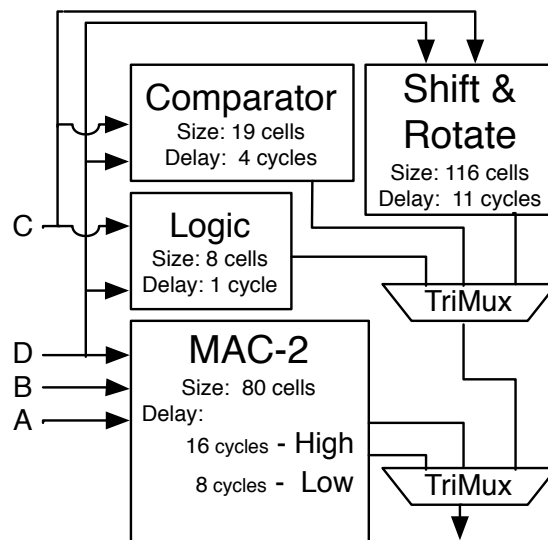 Comparator
Size: 19 cells
Delay: 4 cycles
Shift &
Rotate
Size: 116 cells
Delay: 11 cycles
C
Logic
Size: 8 cells
Delay: 1 cycle
TriMux
D
B
A
MAC-2
Size: 80 cells
Delay:
16 cycles - High
8 cycles - Low
TriMux